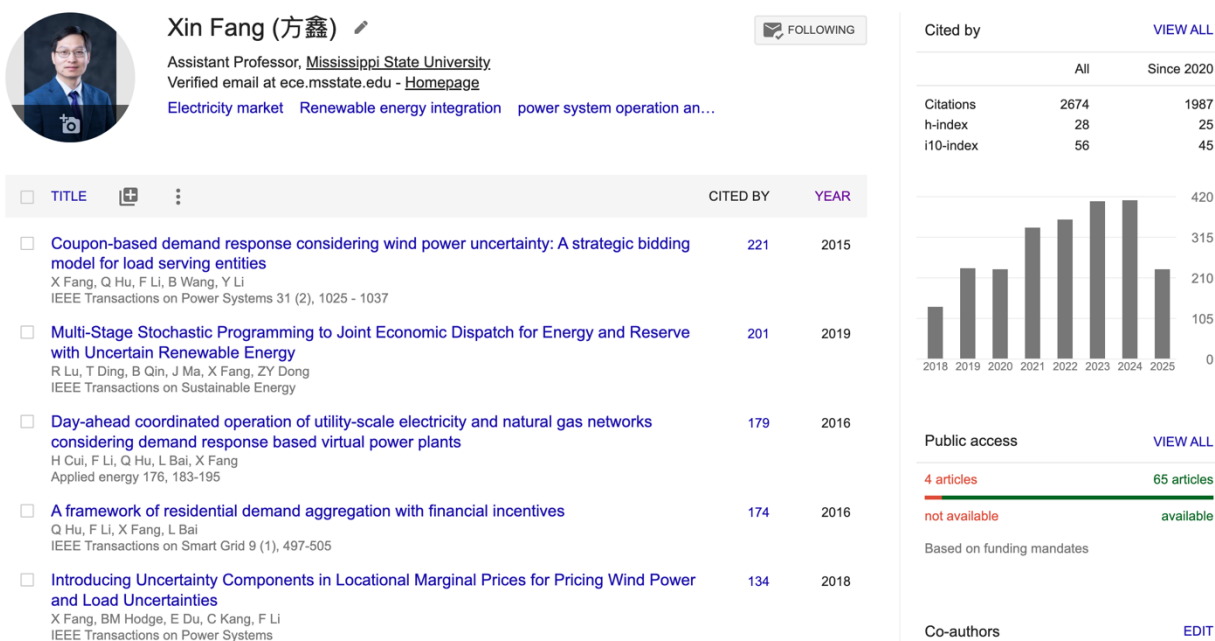 Xin Fang (方鑫)
FOLLOWING
Assistant Professor, Mississippi State University
Verified email at ece.msstate.edu - Homepage
Electricity market Renewable energy integration power system operation an…
TITLE CITED BY YEAR
Coupon-based demand response considering wind power uncertainty: A strategic bidding 221 2015
model for load serving entities
X Fang, Q Hu, F Li, B Wang, Y Li
IEEE Transactions on Power Systems 31 (2), 1025 - 1037
Multi-Stage Stochastic Programming to Joint Economic Dispatch for Energy and Reserve 201 2019
with Uncertain Renewable Energy
R Lu, T Ding, B Qin, J Ma, X Fang, ZY Dong
IEEE Transactions on Sustainable Energy
Day-ahead coordinated operation of utility-scale electricity and natural gas networks 179 2016
considering demand response based virtual power plants
H Cui, F Li, Q Hu, L Bai, X Fang
Applied energy 176, 183-195
A framework of residential demand aggregation with financial incentives 174 2016
Q Hu, F Li, X Fang, L Bai
IEEE Transactions on Smart Grid 9 (1), 497-505
Introducing Uncertainty Components in Locational Marginal Prices for Pricing Wind Power 134 2018
and Load Uncertainties
X Fang, BM Hodge, E Du, C Kang, F Li
IEEE Transactions on Power Systems
Cited by VIEW ALL
All Since 2020
Citations 2674 1987
h-index 28 25
i10-index 56 45
420
315
210
105
0
2018 2019 2020 2021 2022 2023 2024 2025
Public access VIEW ALL
4 articles 65 articles
not available available
Based on funding mandates
Co-authors EDIT